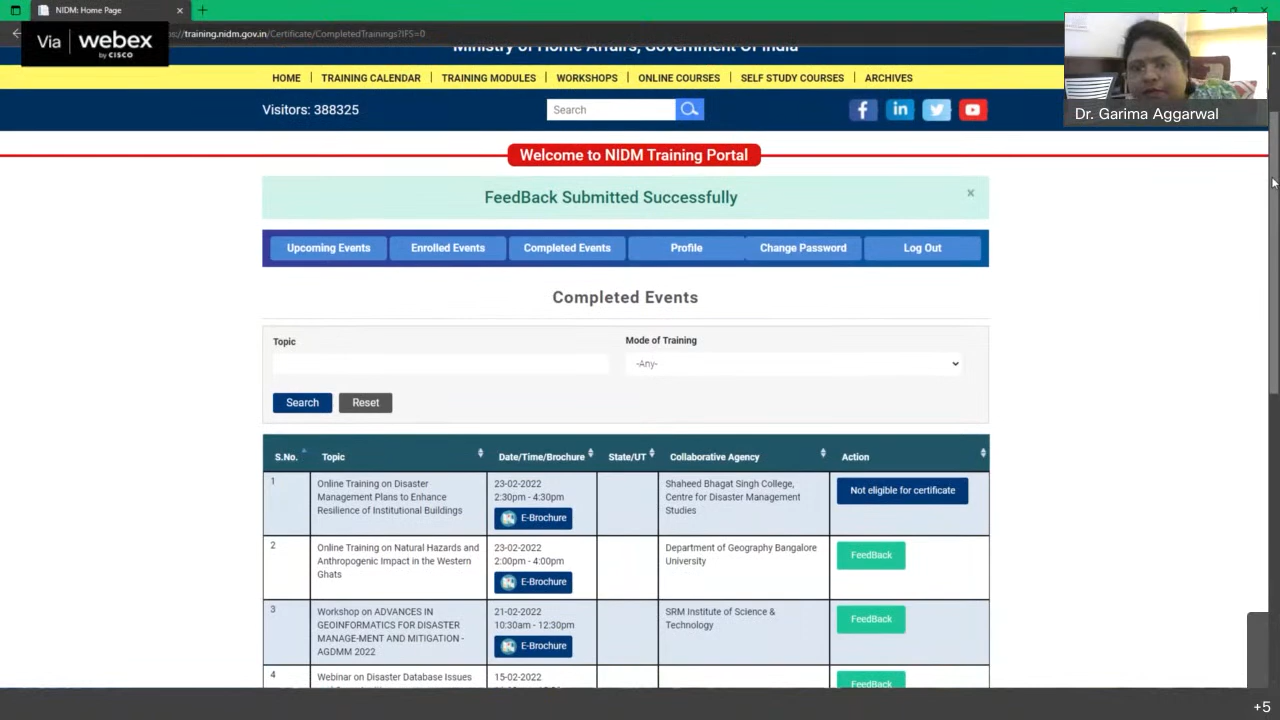 NIDM: Home Page
Via webex
by CISCO
training.nidm.gov.in/Certificate/CompletedTrainings?IFS=0
Ministry of Home Affairs, Government Of India
HOME TRAINING CALENDAR TRAINING MODULES WORKSHOPS ONLINE COURSES SELF STUDY COURSES ARCHIVES
Visitors: 388325
Search
Dr. Garima Aggarwal
Welcome to NIDM Training Portal
FeedBack Submitted Successfully
×
Upcoming Events Enrolled Events Completed Events Profile Change Password Log Out
Completed Events
Topic
Mode of Training
-Any-
Search Reset
S.No. Topic Date/Time/Brochure State/UT Collaborative Agency Action
1
Online Training on Disaster
Management Plans to Enhance
Resilience of Institutional Buildings
23-02-2022
2:30pm - 4:30pm
E-Brochure
Shaheed Bhagat Singh College,
Centre for Disaster Management
Studies
Not eligible for certificate
2
Online Training on Natural Hazards and
Anthropogenic Impact in the Western
Ghats
23-02-2022
2:00pm - 4:00pm
E-Brochure
Department of Geography Bangalore
University
FeedBack
3
Workshop on ADVANCES IN
GEOINFORMATICS FOR DISASTER
MANAGE-MENT AND MITIGATION -
AGDMM 2022
21-02-2022
10:30am - 12:30pm
E-Brochure
SRM Institute of Science &
Technology
FeedBack
4
Webinar on Disaster Database Issues
15-02-2022
FeedBack
+5